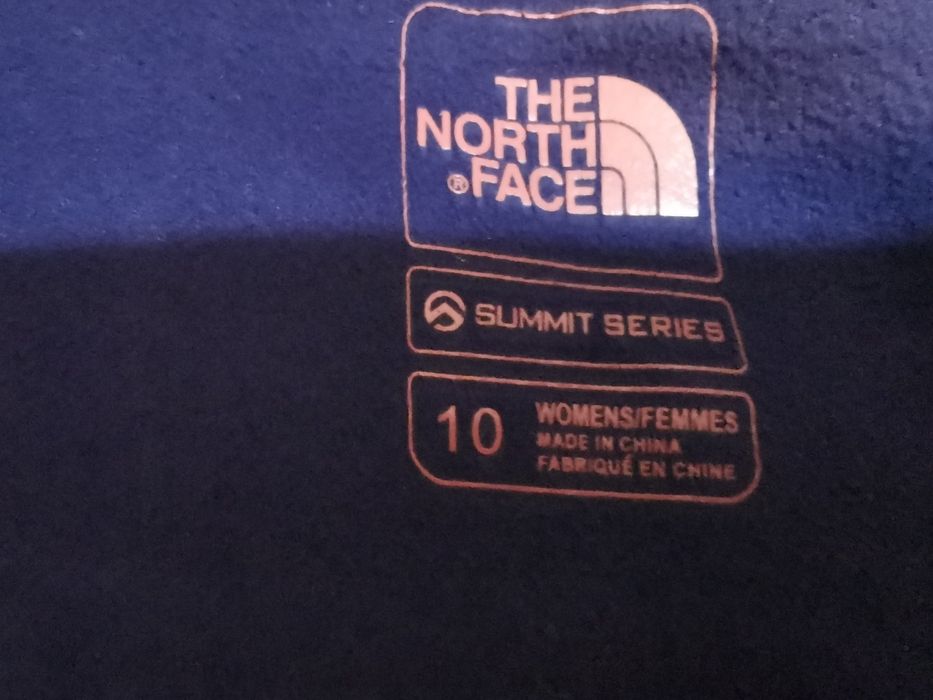 THE
NORTH
®FACE
SUMMIT SERIES
10
WOMENS/FEMMES
MADE IN CHINA
FABRIQUÉ EN CHINE